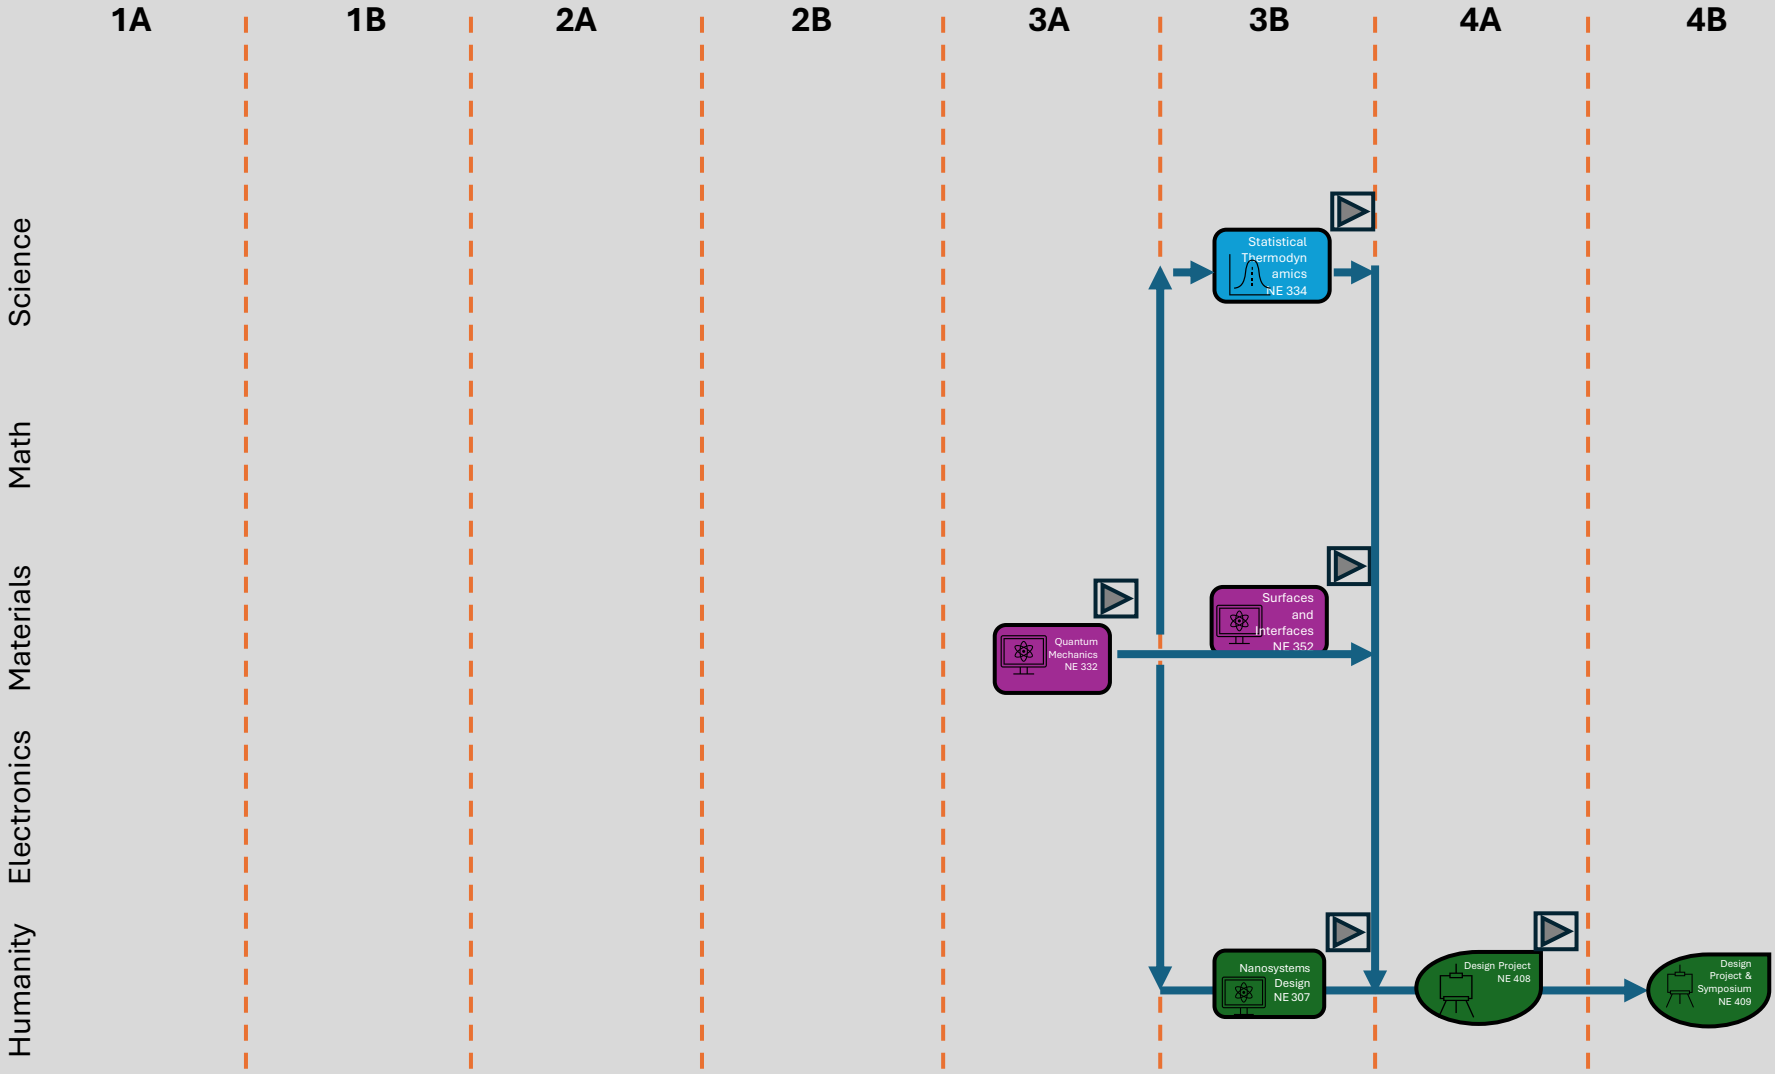 1A
1B
2A
2B
3A
3B
4A
4B
Science
Math
Materials
Electronics
Humanity
Statistical
Thermodyn
amics
NE 334
Surfaces
and
Interfaces
NE 352
Quantum
Mechanics
NE 332
Nanosystems
Design
NE 307
Design Project
NE 408
Design
Project &
Symposium
NE 409